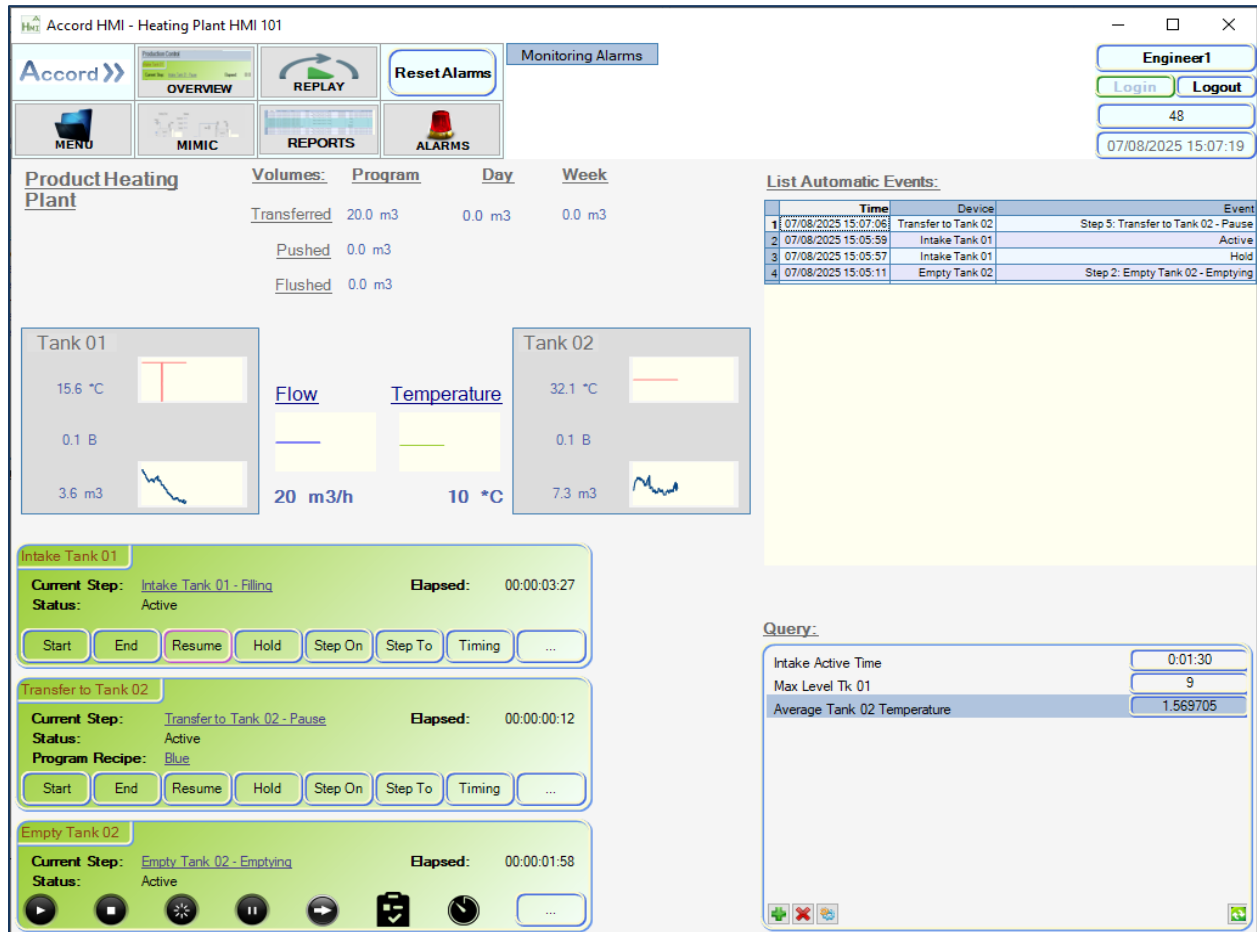 HMI Accord HMI - Heating Plant HMI 101
Accord
OVERVIEW
REPLAY
ResetAlarms
Monitoring Alarms
Engineer1
Login Logout
48
07/08/2025 15:07:19
MENU
MIMIC
REPORTS
ALARMS
Product Heating
Plant
Volumes: Program Day Week
Transferred 20.0 m3 0.0 m3 0.0 m3
Pushed 0.0 m3
Flushed 0.0 m3
List Automatic Events:
Time Device Event
1 07/08/2025 15:07:06 Transfer to Tank 02 Step 5: Transfer to Tank 02 - Pause
2 07/08/2025 15:05:59 Intake Tank 01 Active
3 07/08/2025 15:05:57 Intake Tank 01 Hold
4 07/08/2025 15:05:11 Empty Tank 02 Step 2: Empty Tank 02 - Emptying
Tank 01
15.6 °C
0.1 B
3.6 m3
Flow
20 m3/h
Temperature
10 °C
Tank 02
32.1 °C
0.1 B
7.3 m3
Intake Tank 01
Current Step: Intake Tank 01 - Filling Elapsed: 00:00:03:27
Status: Active
Start End Resume Hold Step On Step To Timing ...
Transfer to Tank 02
Current Step: Transfer to Tank 02 - Pause Elapsed: 00:00:00:12
Status: Active
Program Recipe: Blue
Start End Resume Hold Step On Step To Timing ...
Empty Tank 02
Current Step: Empty Tank 02 - Emptying Elapsed: 00:00:01:58
Status: Active
...
Query:
Intake Active Time 0:01:30
Max Level Tk 01 9
Average Tank 02 Temperature 1.569705